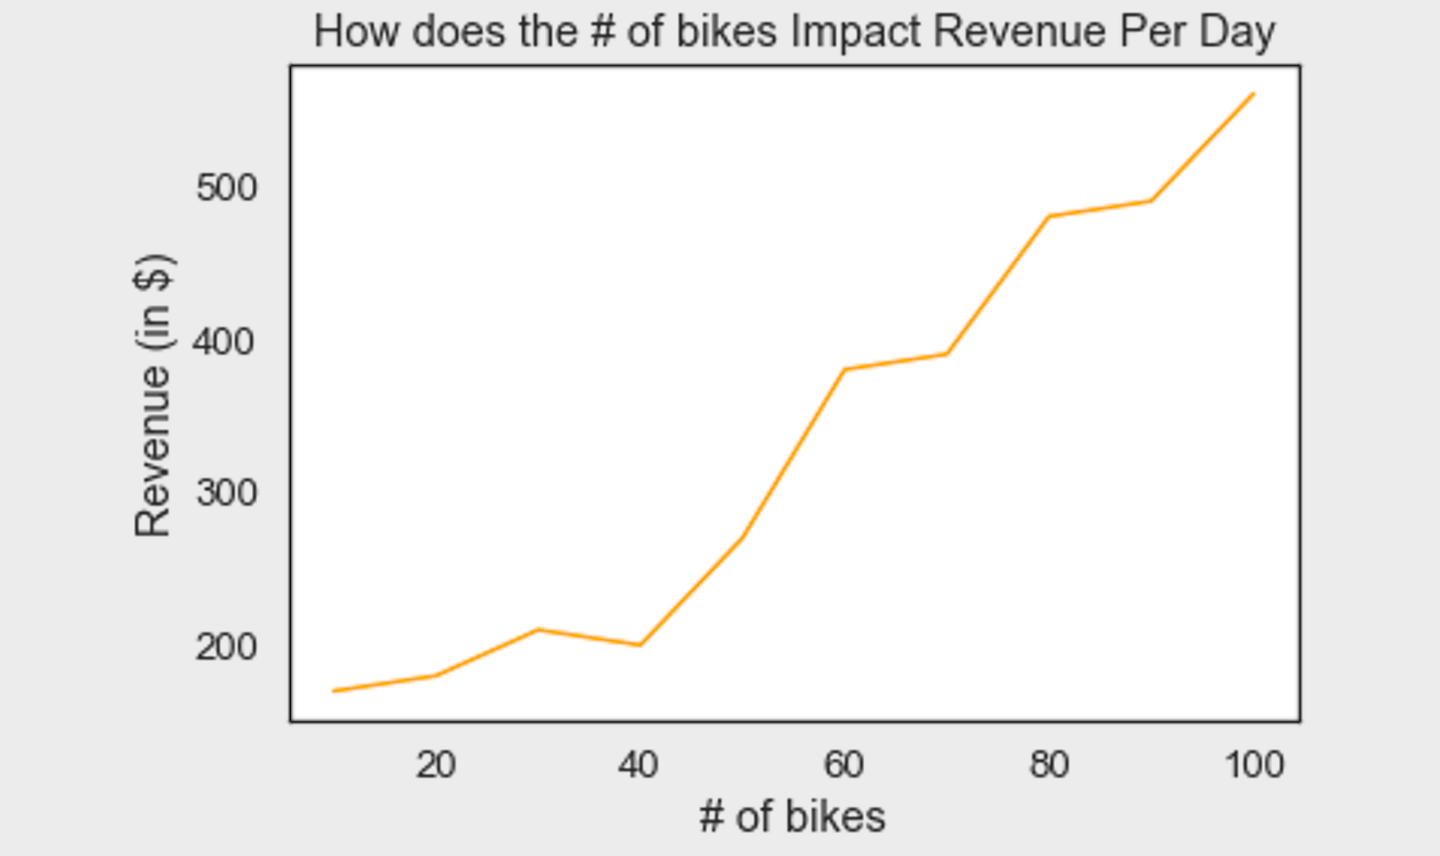 How does the # of bikes Impact Revenue Per Day
Revenue (in $)
500
400
300
200
20 40 60 80 100
# of bikes